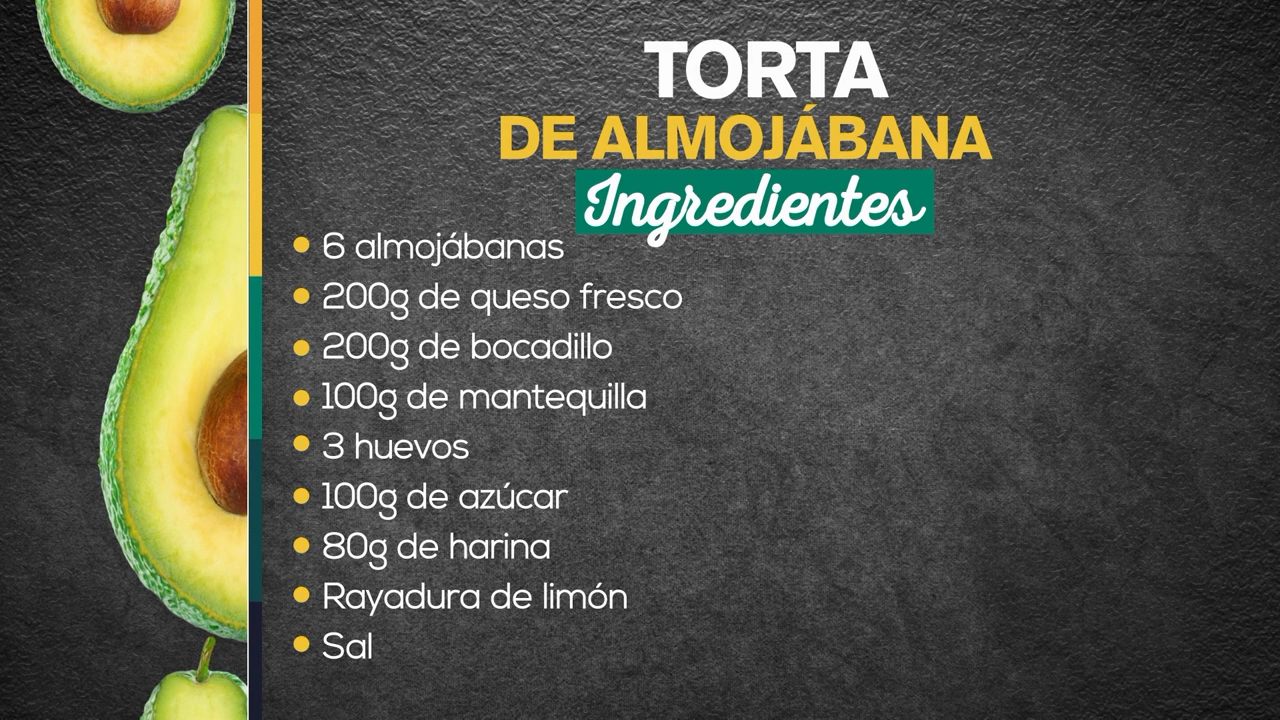 TORTA
DE ALMOJÁBANA
Ingredientes
6 almojábanas
200g de queso fresco
200g de bocadillo
100g de mantequilla
3 huevos
100g de azúcar
80g de harina
Rayadura de limón
Sal